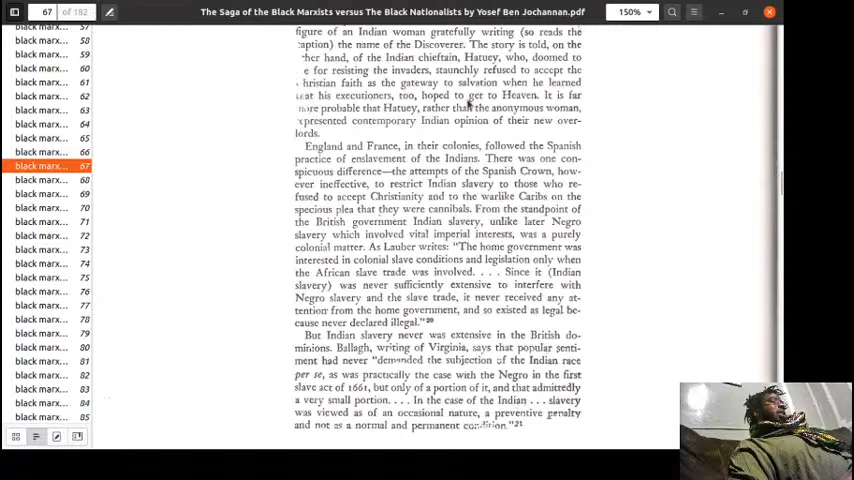 67 of 182
The Saga of the Black Marxists versus The Black Nationalists by Yosef Ben Jochannan.pdf
150%
black marx... 57
black marx... 58
black marx... 59
black marx... 60
black marx... 61
black marx... 62
black marx... 63
black marx... 64
black marx... 65
black marx... 66
black marx... 67
black marx... 68
black marx... 69
black marx... 70
black marx... 71
black marx... 72
black marx... 73
black marx... 74
black marx... 75
black marx... 76
black marx... 77
black marx... 78
black marx... 79
black marx... 80
black marx... 81
black marx... 82
black marx... 83
black marx... 84
black marx... 85
figure of an Indian woman gratefully writing (so reads the
aption) the name of the Discoverer. The story is told, on the
her hand, of the Indian chieftain, Hatuey, who, doomed to
e for resisting the invaders, staunchly refused to accept the
hristian faith as the gateway to salvation when he learned
at his executioners, too, hoped to get to Heaven. It is far
ore probable that Hatuey, rather than the anonymous woman,
presented contemporary Indian opinion of their new over-
lords.
England and France, in their colonies, followed the Spanish
practice of enslavement of the Indians. There was one con-
spicuous difference—the attempts of the Spanish Crown, how-
ever ineffective, to restrict Indian slavery to those who re-
fused to accept Christianity and to the warlike Caribs on the
specious plea that they were cannibals. From the standpoint of
the British government Indian slavery, unlike later Negro
slavery which involved vital imperial interests, was a purely
colonial matter. As Lauber writes: "The home government was
interested in colonial slave conditions and legislation only when
the African slave trade was involved. . . . Since it (Indian
slavery) was never sufficiently extensive to interfere with
Negro slavery and the slave trade, it never received any at-
tention from the home government, and so existed as legal be-
cause never declared illegal."20
But Indian slavery never was extensive in the British do-
minions. Ballagh, writing of Virginia, says that popular senti-
ment had never "demanded the subjection of the Indian race
per se, as was practically the case with the Negro in the first
slave act of 1661, but only of a portion of it, and that admittedly
a very small portion. . . . In the case of the Indian . . . slavery
was viewed as of an occasional nature, a preventive penalty
and not as a normal and permanent condition."21